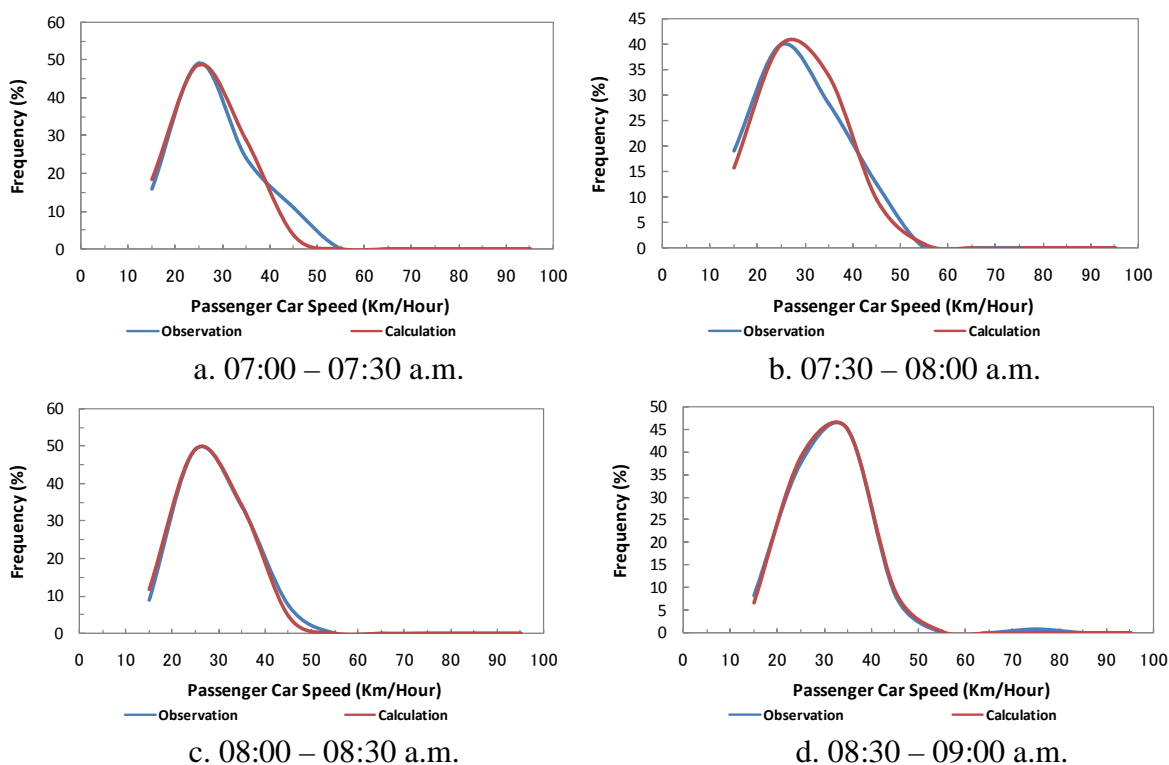 60
50
40
30
20
10
0
Frequency (%)
0 10 20 30 40 50 60 70 80 90 100
Passenger Car Speed (Km/Hour)
Observation Calculation
a. 07:00 – 07:30 a.m.
45
40
35
30
25
20
15
10
5
0
Frequency (%)
0 10 20 30 40 50 60 70 80 90 100
Passenger Car Speed (Km/Hour)
Observation Calculation
b. 07:30 – 08:00 a.m.
60
50
40
30
20
10
0
Frequency (%)
0 10 20 30 40 50 60 70 80 90 100
Passenger Car Speed (Km/Hour)
Observation Calculation
c. 08:00 – 08:30 a.m.
50
45
40
35
30
25
20
15
10
5
0
Frequency (%)
0 10 20 30 40 50 60 70 80 90 100
Passenger Car Speed (Km/Hour)
Observation Calculation
d. 08:30 – 09:00 a.m.